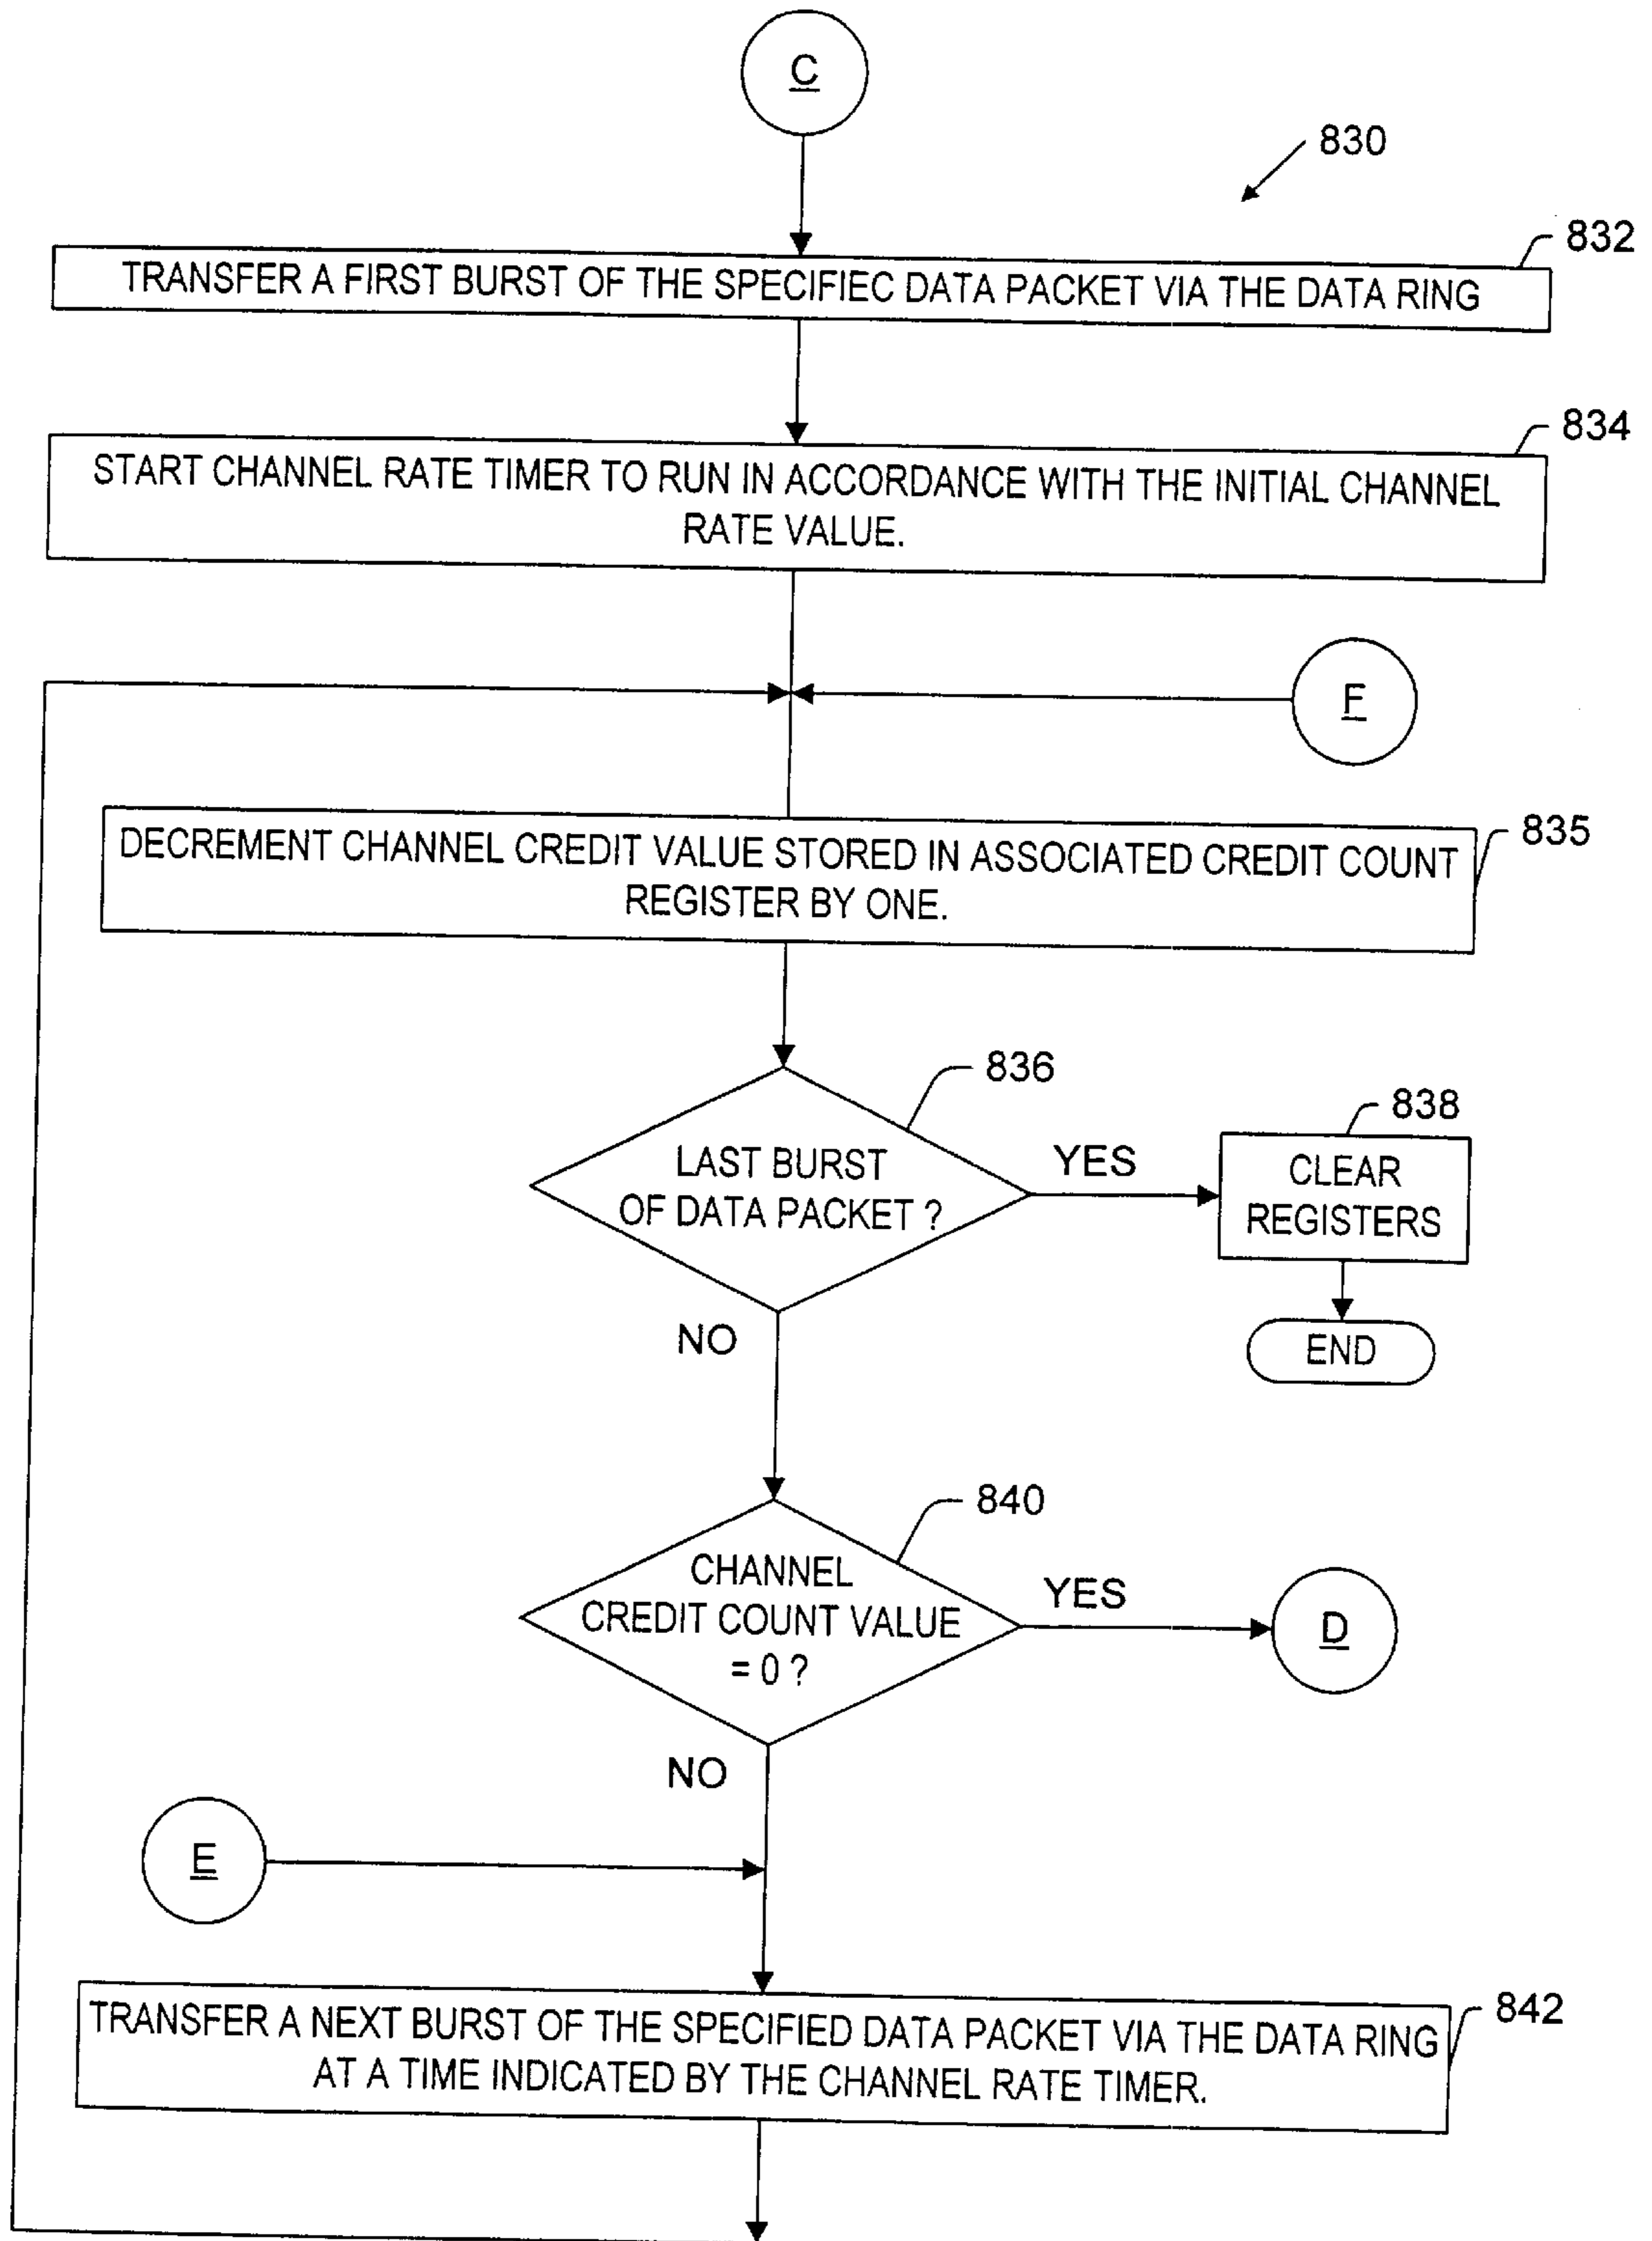 C
830
832
TRANSFER A FIRST BURST OF THE SPECIFIEC DATA PACKET VIA THE DATA RING
834
START CHANNEL RATE TIMER TO RUN IN ACCORDANCE WITH THE INITIAL CHANNEL
RATE VALUE.
F
835
DECREMENT CHANNEL CREDIT VALUE STORED IN ASSOCIATED CREDIT COUNT
REGISTER BY ONE.
836
LAST BURST
OF DATA PACKET ?
YES
838
CLEAR
REGISTERS
END
NO
840
CHANNEL
CREDIT COUNT VALUE
= 0 ?
YES
D
NO
E
842
TRANSFER A NEXT BURST OF THE SPECIFIED DATA PACKET VIA THE DATA RING
AT A TIME INDICATED BY THE CHANNEL RATE TIMER.